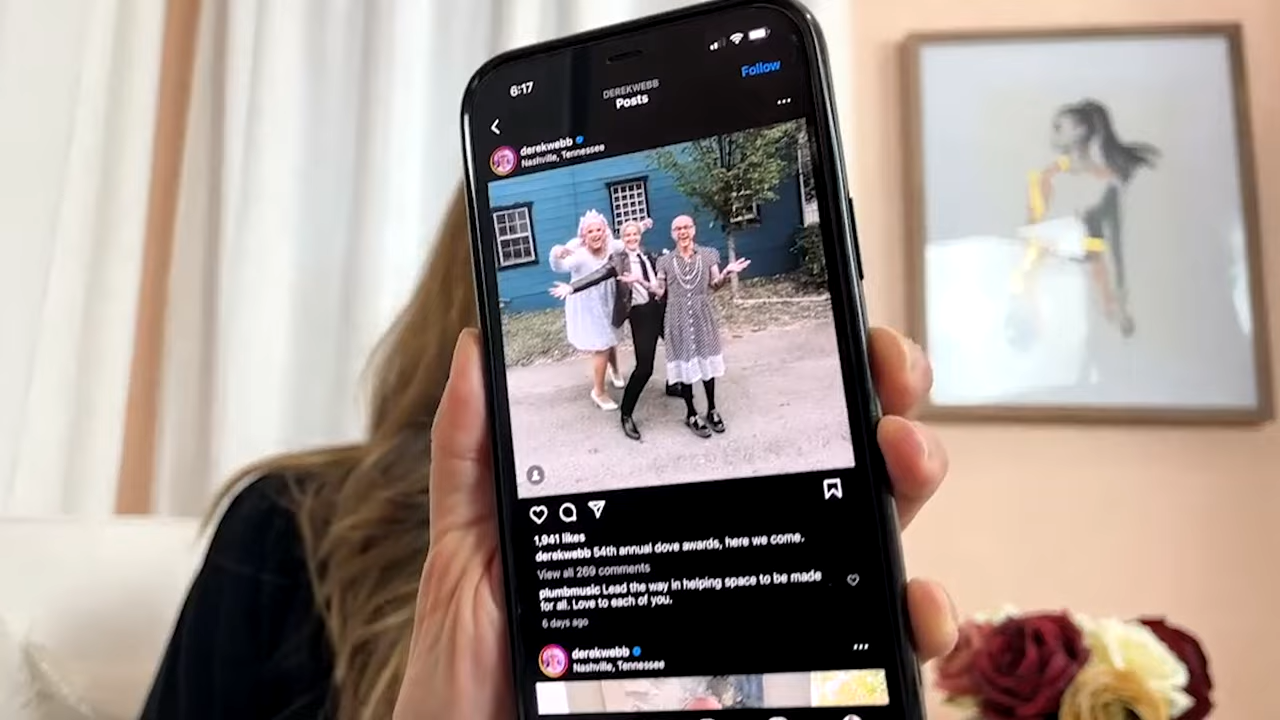 6:17
DEREKWEBB
Posts
Follow
derekwebb
Nashville, Tennessee
1,941 likes
derekwebb 54th annual dove awards, here we come.
View all 269 comments
plumbmusic Lead the way in helping space to be made
for all. Love to each of you.
6 days ago
derekwebb
Nashville, Tennessee